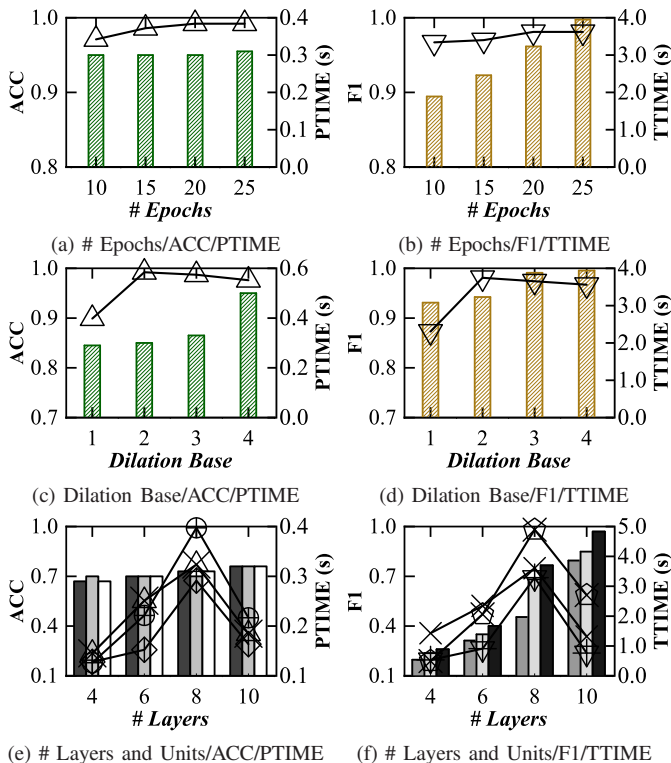 1.0 0.4 1.0 4.0
0.3 3.0
ACC 0.9 0.2 PTIME (s) F1 0.9 2.0 TTIME (s)
0.1 1.0
0.8 0.0 0.8 0.0
10 15 20 25 10 15 20 25
# Epochs # Epochs
(a) # Epochs/ACC/PTIME (b) # Epochs/F1/TTIME
1.0 0.6 1.0 4.0
0.9 0.4 0.9 3.0
ACC PTIME (s) F1 2.0 TTIME (s)
0.8 0.2 0.8 1.0
0.7 0.0 0.7 0.0
1 2 3 4 1 2 3 4
Dilation Base Dilation Base
(c) Dilation Base/ACC/PTIME (d) Dilation Base/F1/TTIME
1.0 0.4 1.0 5.0
4.0
0.7 0.3 0.7 3.0
ACC PTIME (s) F1 TTIME (s)
0.4 0.2 0.4 2.0
1.0
0.1 0.1 0.1 0.0
4 6 8 10 4 6 8 10
# Layers # Layers
(e) # Layers and Units/ACC/PTIME (f) # Layers and Units/F1/TTIME